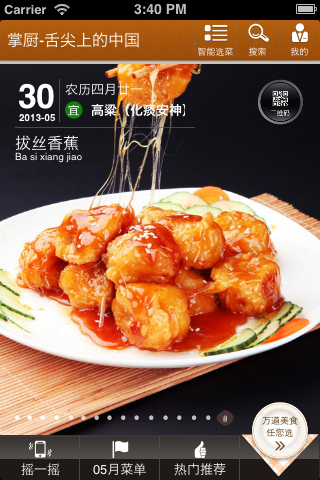 Carrier 3:40 PM
掌厨-舌尖上的中国
智能选菜 搜索 我的
30
2013-05
农历四月廿一
宜 高粱（化痰安神）
二维码
拔丝香蕉
Ba si xiang jiao
8
万道美食
任您选
摇一摇 05月菜单 热门推荐